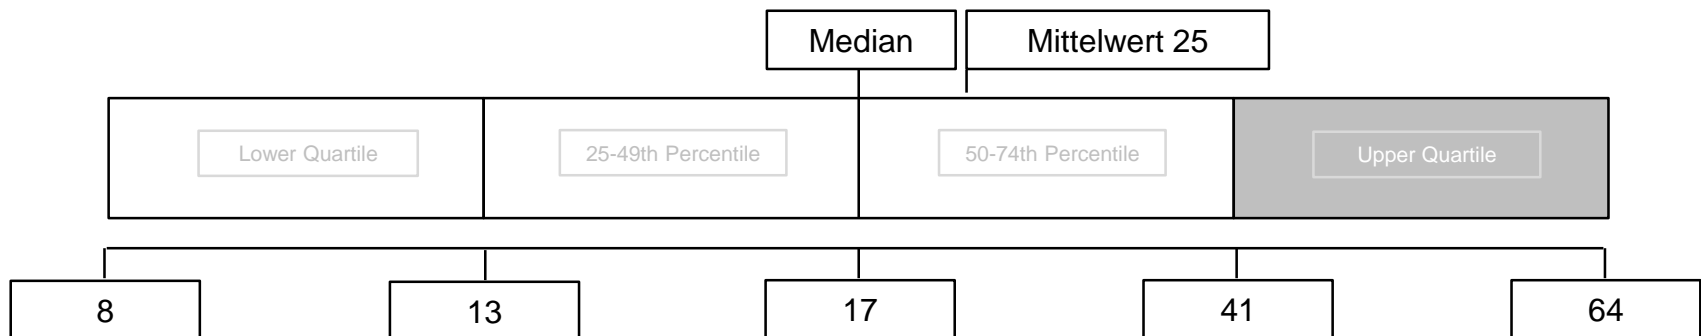 Median
Mittelwert 25
Lower Quartile
25-49th Percentile
50-74th Percentile
Upper Quartile
8
13
17
41
64